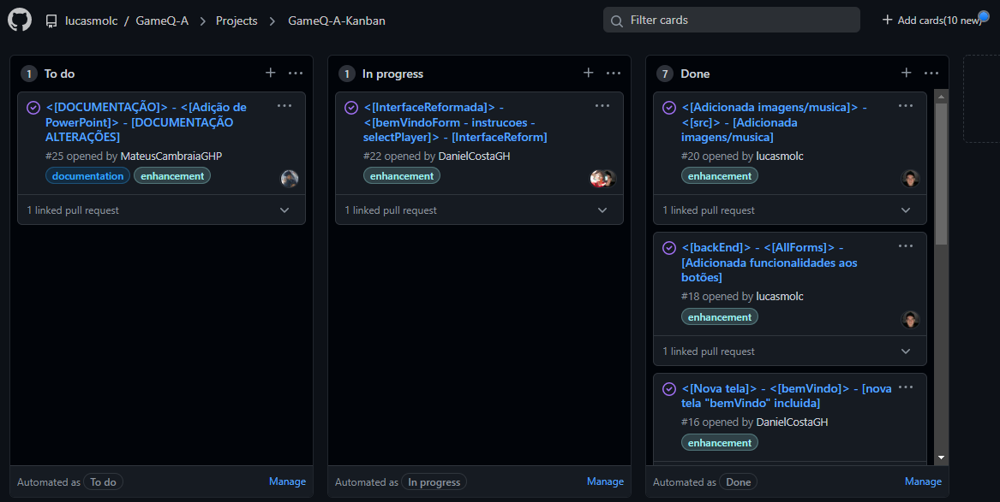 lucasmolc / GameQ-A > Projects > GameQ-A-Kanban
Filter cards
+ Add cards(10 new)
1 To do
<[DOCUMENTAÇÃO]> - <[Adição de
PowerPoint]> - [DOCUMENTAÇÃO
ALTERAÇÕES]
#25 opened by MateusCambraiaGHP
documentation enhancement
1 linked pull request
Automated as To do Manage
1 In progress
<[InterfaceReformada]> -
<[bemVindoForm - instrucoes -
selectPlayer]> - [InterfaceReform]
#22 opened by DanielCostaGH
enhancement
1 linked pull request
Automated as In progress Manage
7 Done
<[Adicionada imagens/musica]> -
<[src]> - [Adicionada
imagens/musica]
#20 opened by lucasmolc
enhancement
1 linked pull request
<[backEnd]> - <[AllForms]> -
[Adicionada funcionalidades aos
botões]
#18 opened by lucasmolc
enhancement
1 linked pull request
<[Nova tela]> - <[bemVindo]> - [nova
tela "bemVindo" incluida]
#16 opened by DanielCostaGH
enhancement
Automated as Done Manage